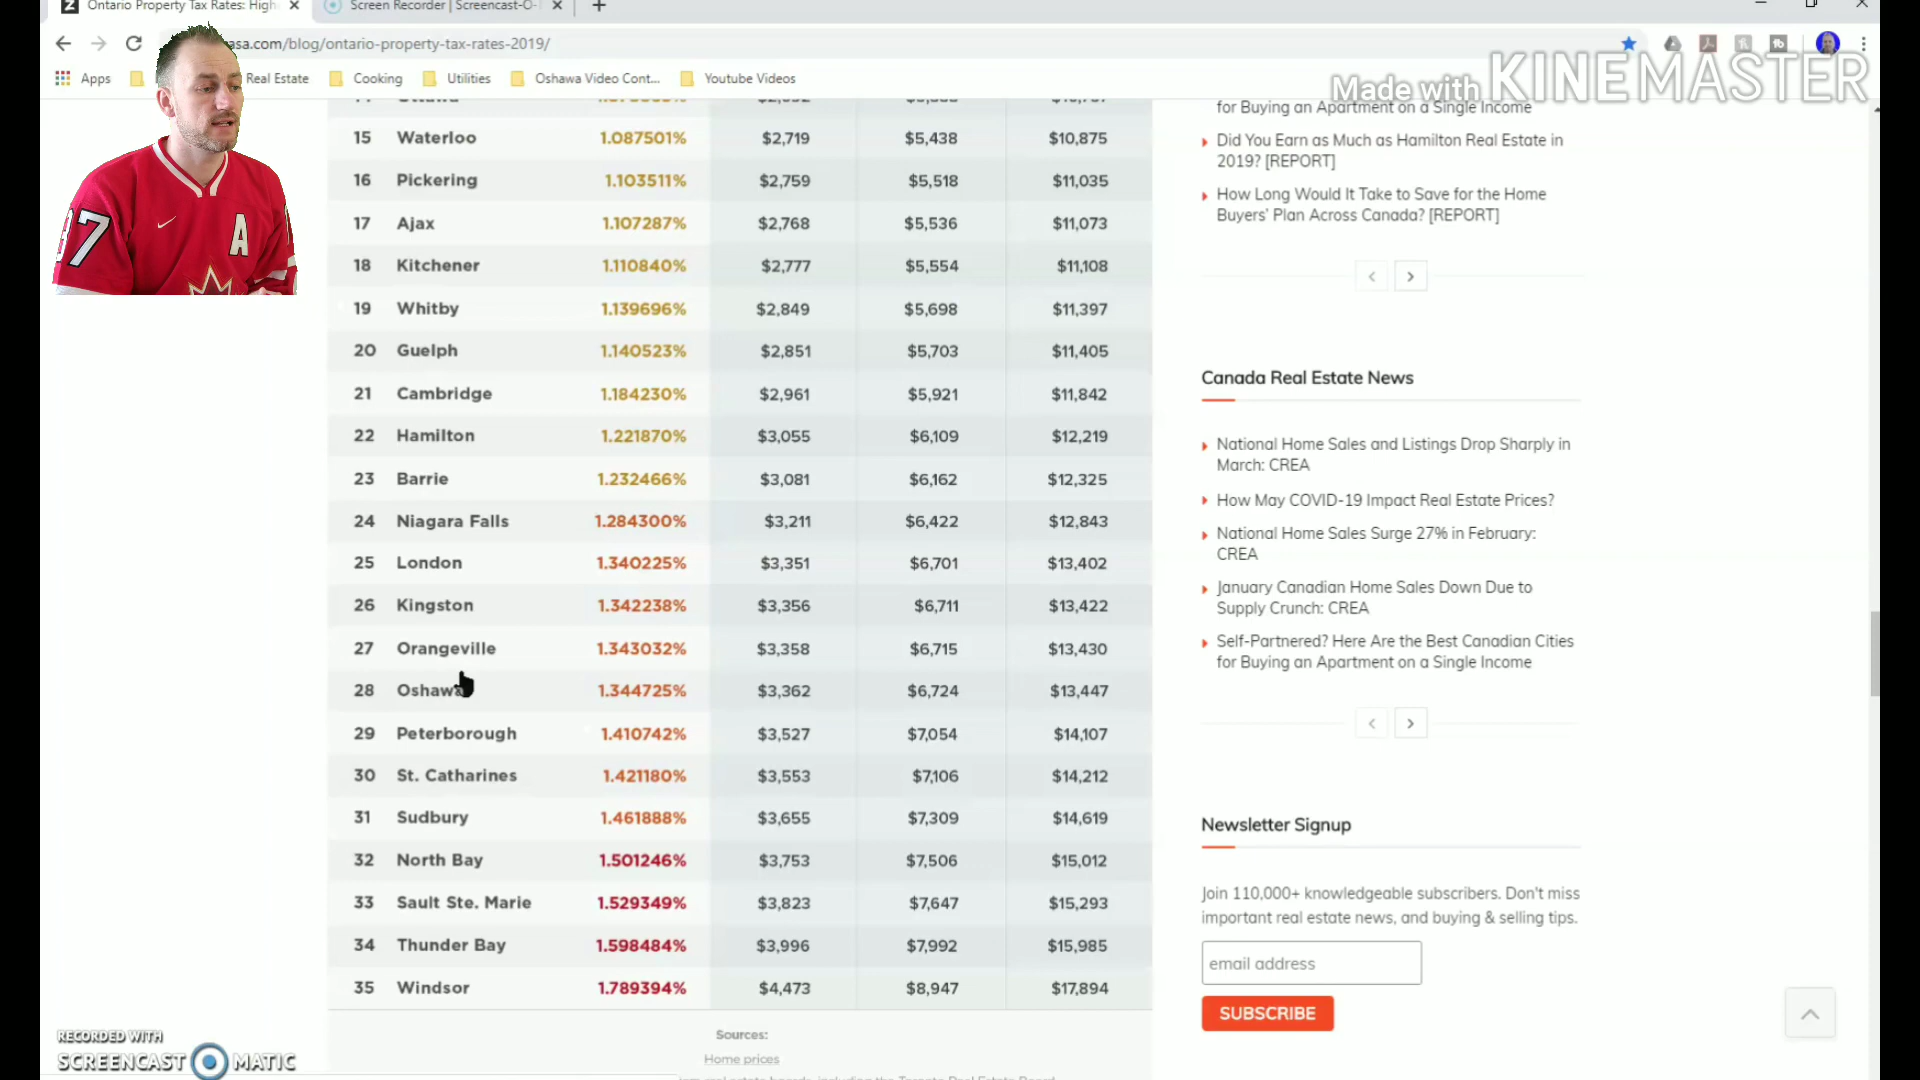 Ontario Property Tax Rates: High
Screen Recorder | Screencast-O-
asa.com/blog/ontario-property-tax-rates-2019/
Apps
Real Estate
Cooking
Utilities
Oshawa Video Cont...
Youtube Videos
Made with KINEMASTER
15 Waterloo 1.087501% $2,719 $5,438 $10,875
16 Pickering 1.103511% $2,759 $5,518 $11,035
17 Ajax 1.107287% $2,768 $5,536 $11,073
18 Kitchener 1.110840% $2,777 $5,554 $11,108
19 Whitby 1.139696% $2,849 $5,698 $11,397
20 Guelph 1.140523% $2,851 $5,703 $11,405
21 Cambridge 1.184230% $2,961 $5,921 $11,842
22 Hamilton 1.221870% $3,055 $6,109 $12,219
23 Barrie 1.232466% $3,081 $6,162 $12,325
24 Niagara Falls 1.284300% $3,211 $6,422 $12,843
25 London 1.340225% $3,351 $6,701 $13,402
26 Kingston 1.342238% $3,356 $6,711 $13,422
27 Orangeville 1.343032% $3,358 $6,715 $13,430
28 Oshawa 1.344725% $3,362 $6,724 $13,447
29 Peterborough 1.410742% $3,527 $7,054 $14,107
30 St. Catharines 1.421180% $3,553 $7,106 $14,212
31 Sudbury 1.461888% $3,655 $7,309 $14,619
32 North Bay 1.501246% $3,753 $7,506 $15,012
33 Sault Ste. Marie 1.529349% $3,823 $7,647 $15,293
34 Thunder Bay 1.598484% $3,996 $7,992 $15,985
35 Windsor 1.789394% $4,473 $8,947 $17,894
Sources:
Home prices
for Buying an Apartment on a Single Income
Did You Earn as Much as Hamilton Real Estate in
2019? [REPORT]
How Long Would It Take to Save for the Home
Buyers' Plan Across Canada? [REPORT]
Canada Real Estate News
National Home Sales and Listings Drop Sharply in
March: CREA
How May COVID-19 Impact Real Estate Prices?
National Home Sales Surge 27% in February:
CREA
January Canadian Home Sales Down Due to
Supply Crunch: CREA
Self-Partnered? Here Are the Best Canadian Cities
for Buying an Apartment on a Single Income
Newsletter Signup
Join 110,000+ knowledgeable subscribers. Don't miss
important real estate news, and buying & selling tips.
email address
SUBSCRIBE
A
97
RECORDED WITH
SCREENCAST MATIC